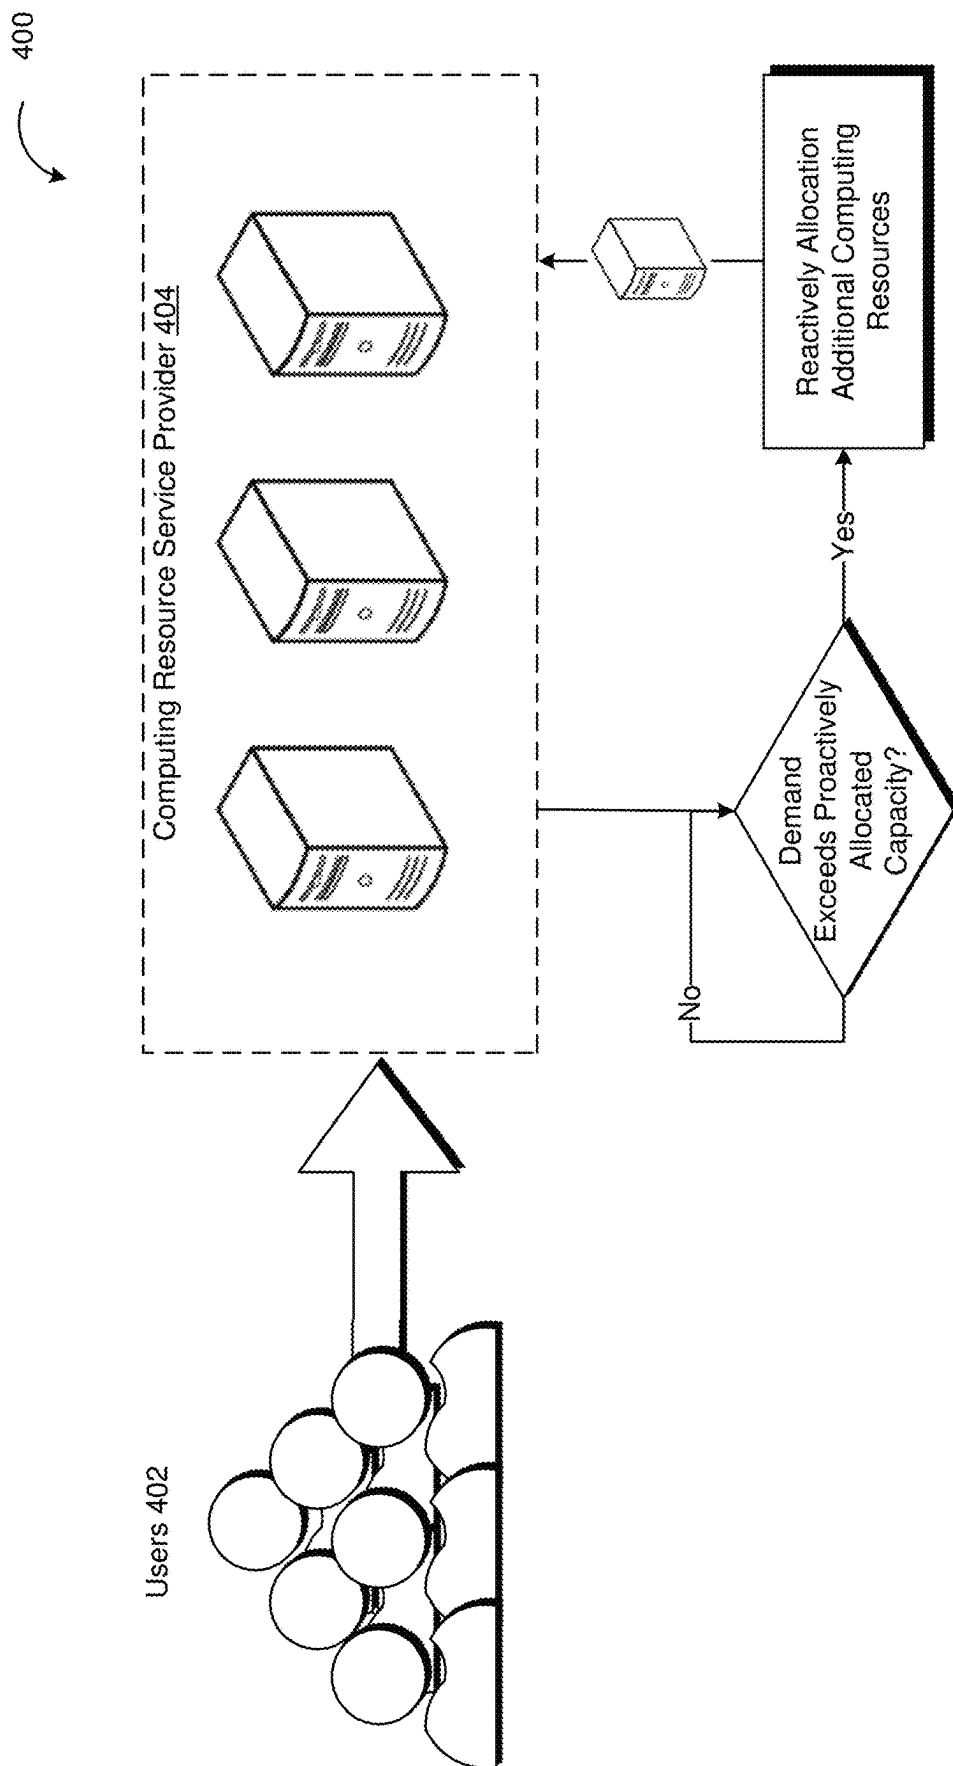 400
Computing Resource Service Provider 404
Users 402
Demand
Exceeds Proactively
Allocated
Capacity?
No
Yes
Reactively Allocation
Additional Computing
Resources